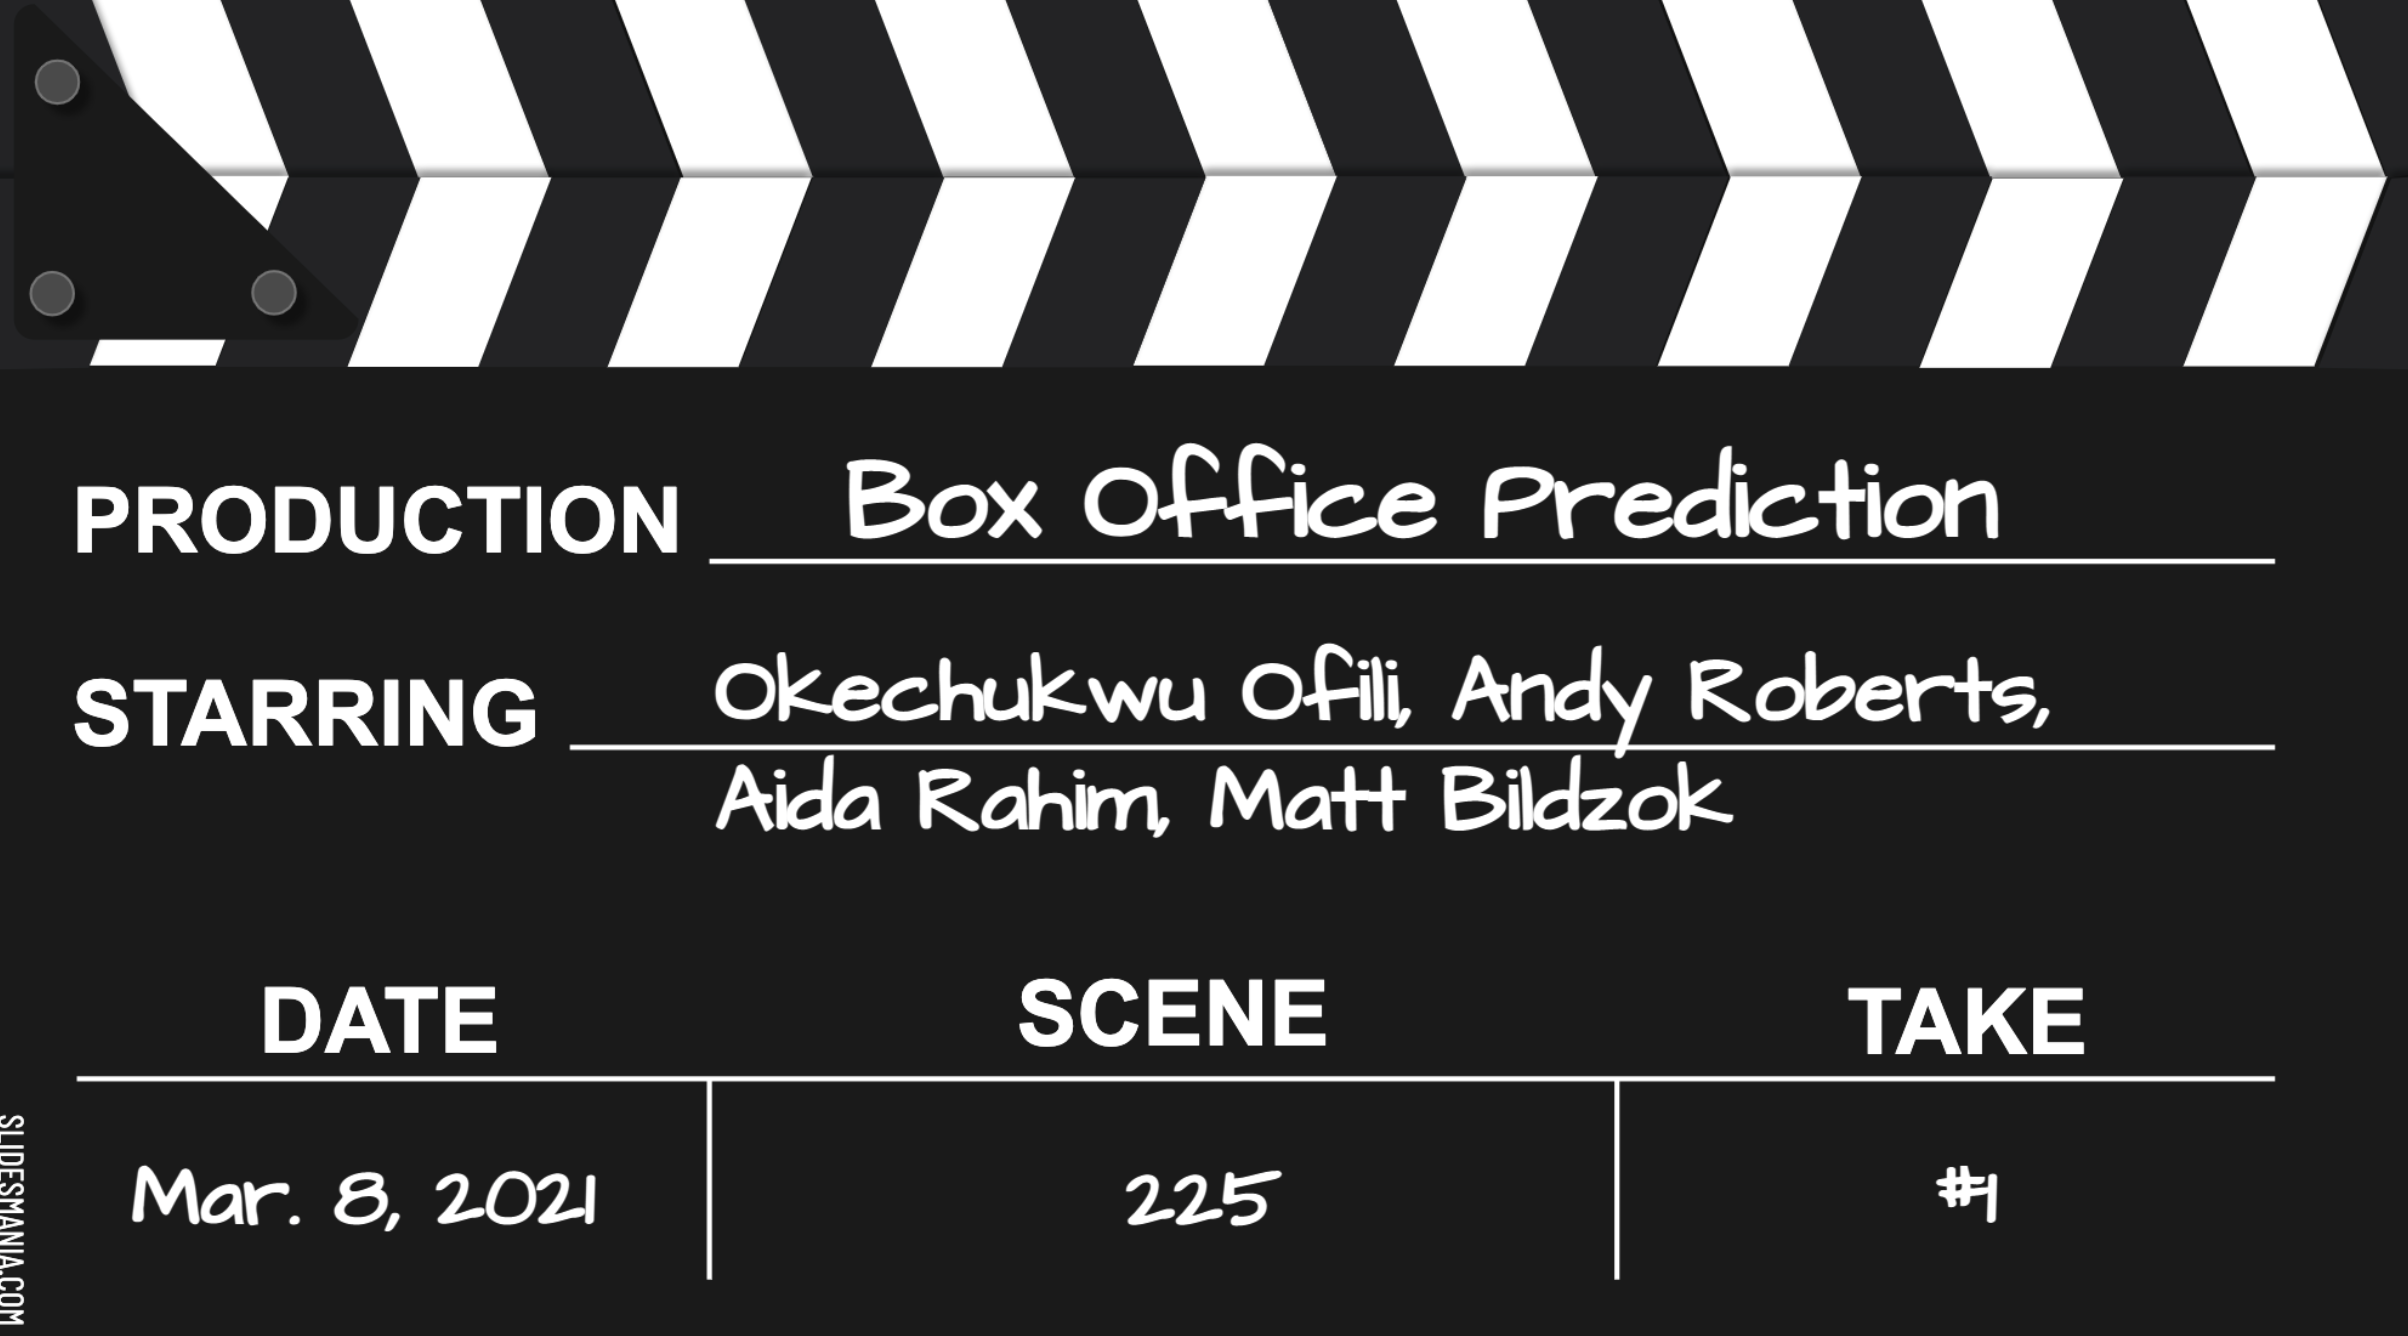 PRODUCTION Box Office Prediction
STARRING Okechukwu Ofili, Andy Roberts,
Aida Rahim, Matt Bildzok
DATE SCENE TAKE
Mar. 8, 2021 225 #1
SLIDESMANIA.COM